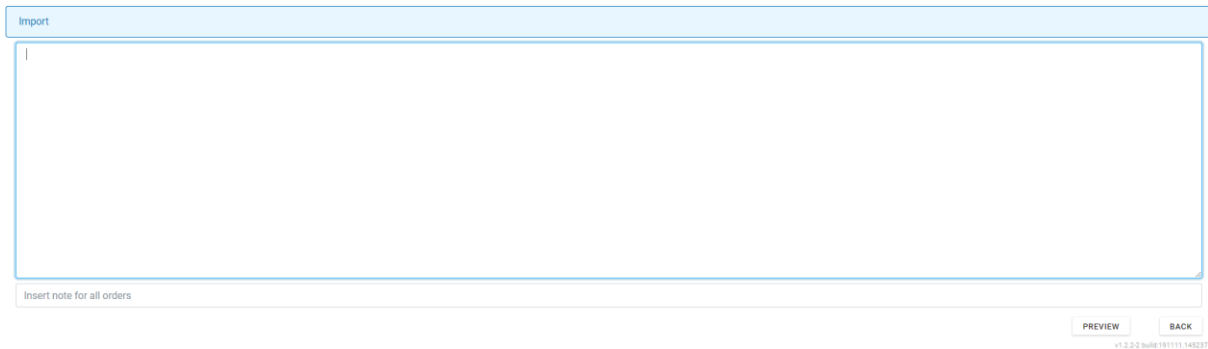 Import
Insert note for all orders
PREVIEW
BACK
v1.2.2-2 build:191111.145237